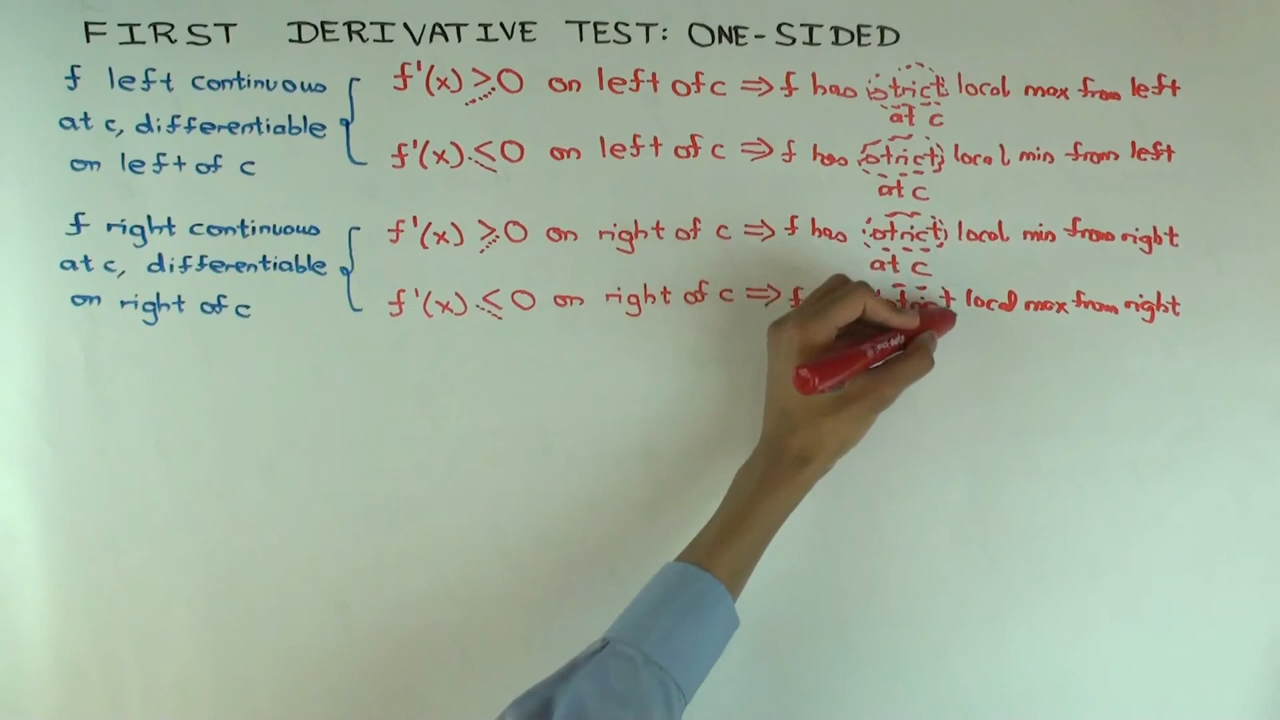 FIRST DERIVATIVE TEST: ONE-SIDED
f left continuous
at c, differentiable
on left of c
f'(x) ≥ 0 on left of c ⇒ f has strict local max from left
at c
f'(x) ≤ 0 on left of c ⇒ f has strict local min from left
at c
f right continuous
at c, differentiable
on right of c
f'(x) ≥ 0 on right of c ⇒ f has strict local min from right
at c
f'(x) ≤ 0 on right of c ⇒ f strict local max from right